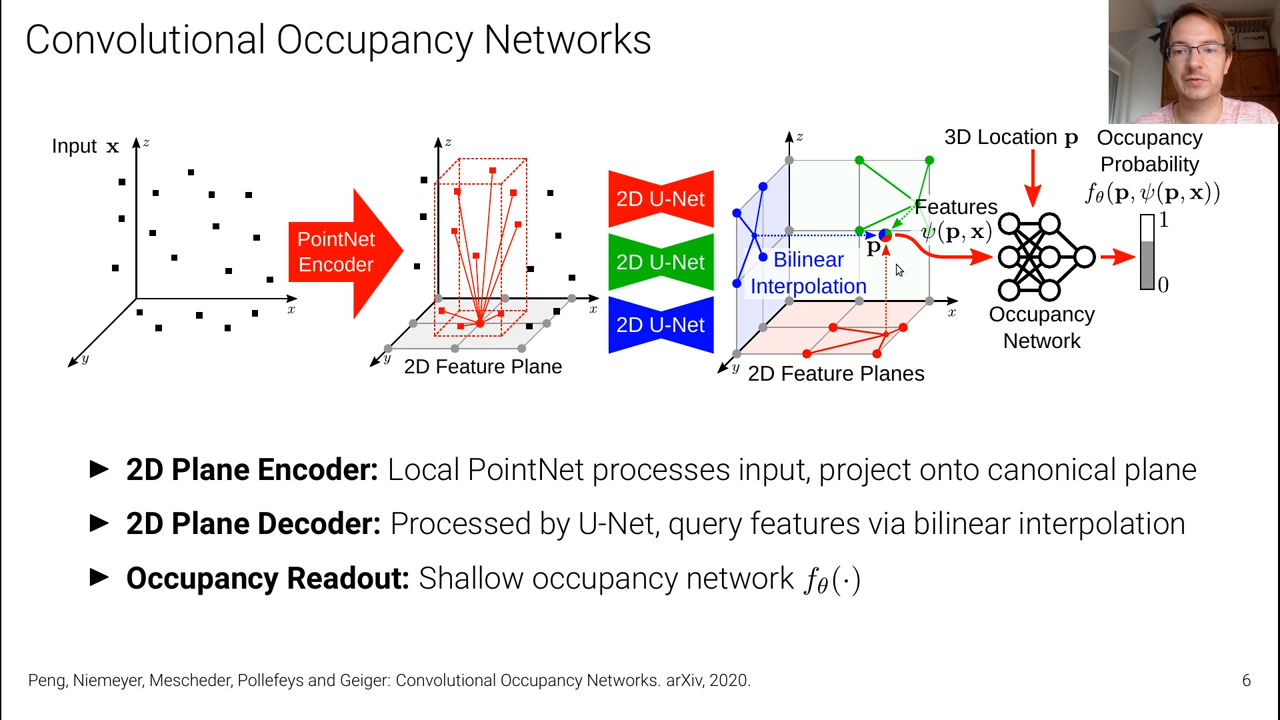 Convolutional Occupancy Networks
Input x
z
x
y
PointNet
Encoder
z
x
y
2D Feature Plane
2D U-Net
2D U-Net
2D U-Net
z
x
y
p
Bilinear
Interpolation
2D Feature Planes
Features
ψ(p, x)
3D Location p
Occupancy
Network
Occupancy
Probability
fθ(p, ψ(p, x))
1
0
► 2D Plane Encoder: Local PointNet processes input, project onto canonical plane
► 2D Plane Decoder: Processed by U-Net, query features via bilinear interpolation
► Occupancy Readout: Shallow occupancy network fθ(·)
Peng, Niemeyer, Mescheder, Pollefeys and Geiger: Convolutional Occupancy Networks. arXiv, 2020.
6